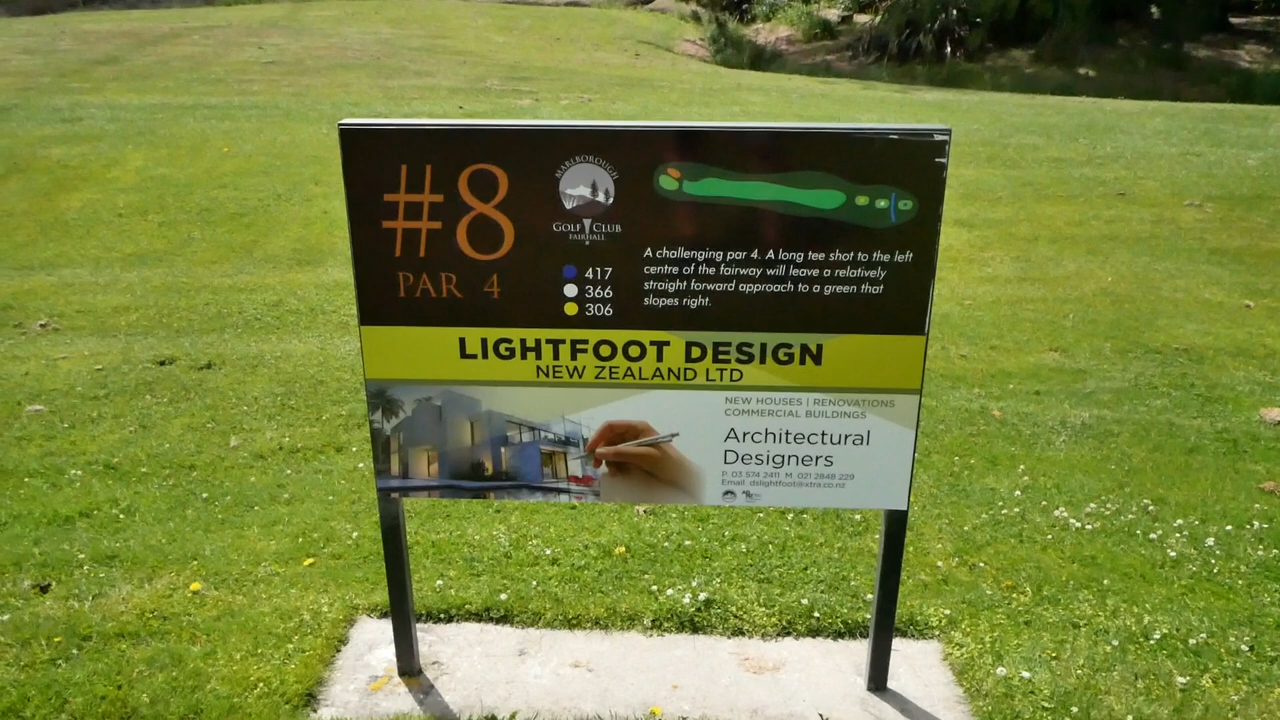 #8
PAR 4
MARLBOROUGH
GOLF CLUB
FAIRHALL
417
366
306
A challenging par 4. A long tee shot to the left
centre of the fairway will leave a relatively
straight forward approach to a green that
slopes right.
LIGHTFOOT DESIGN
NEW ZEALAND LTD
NEW HOUSES | RENOVATIONS
COMMERCIAL BUILDINGS
Architectural
Designers
P 03 574 2411 M 021 2848 229
Email dslightfoot@xtra.co.nz